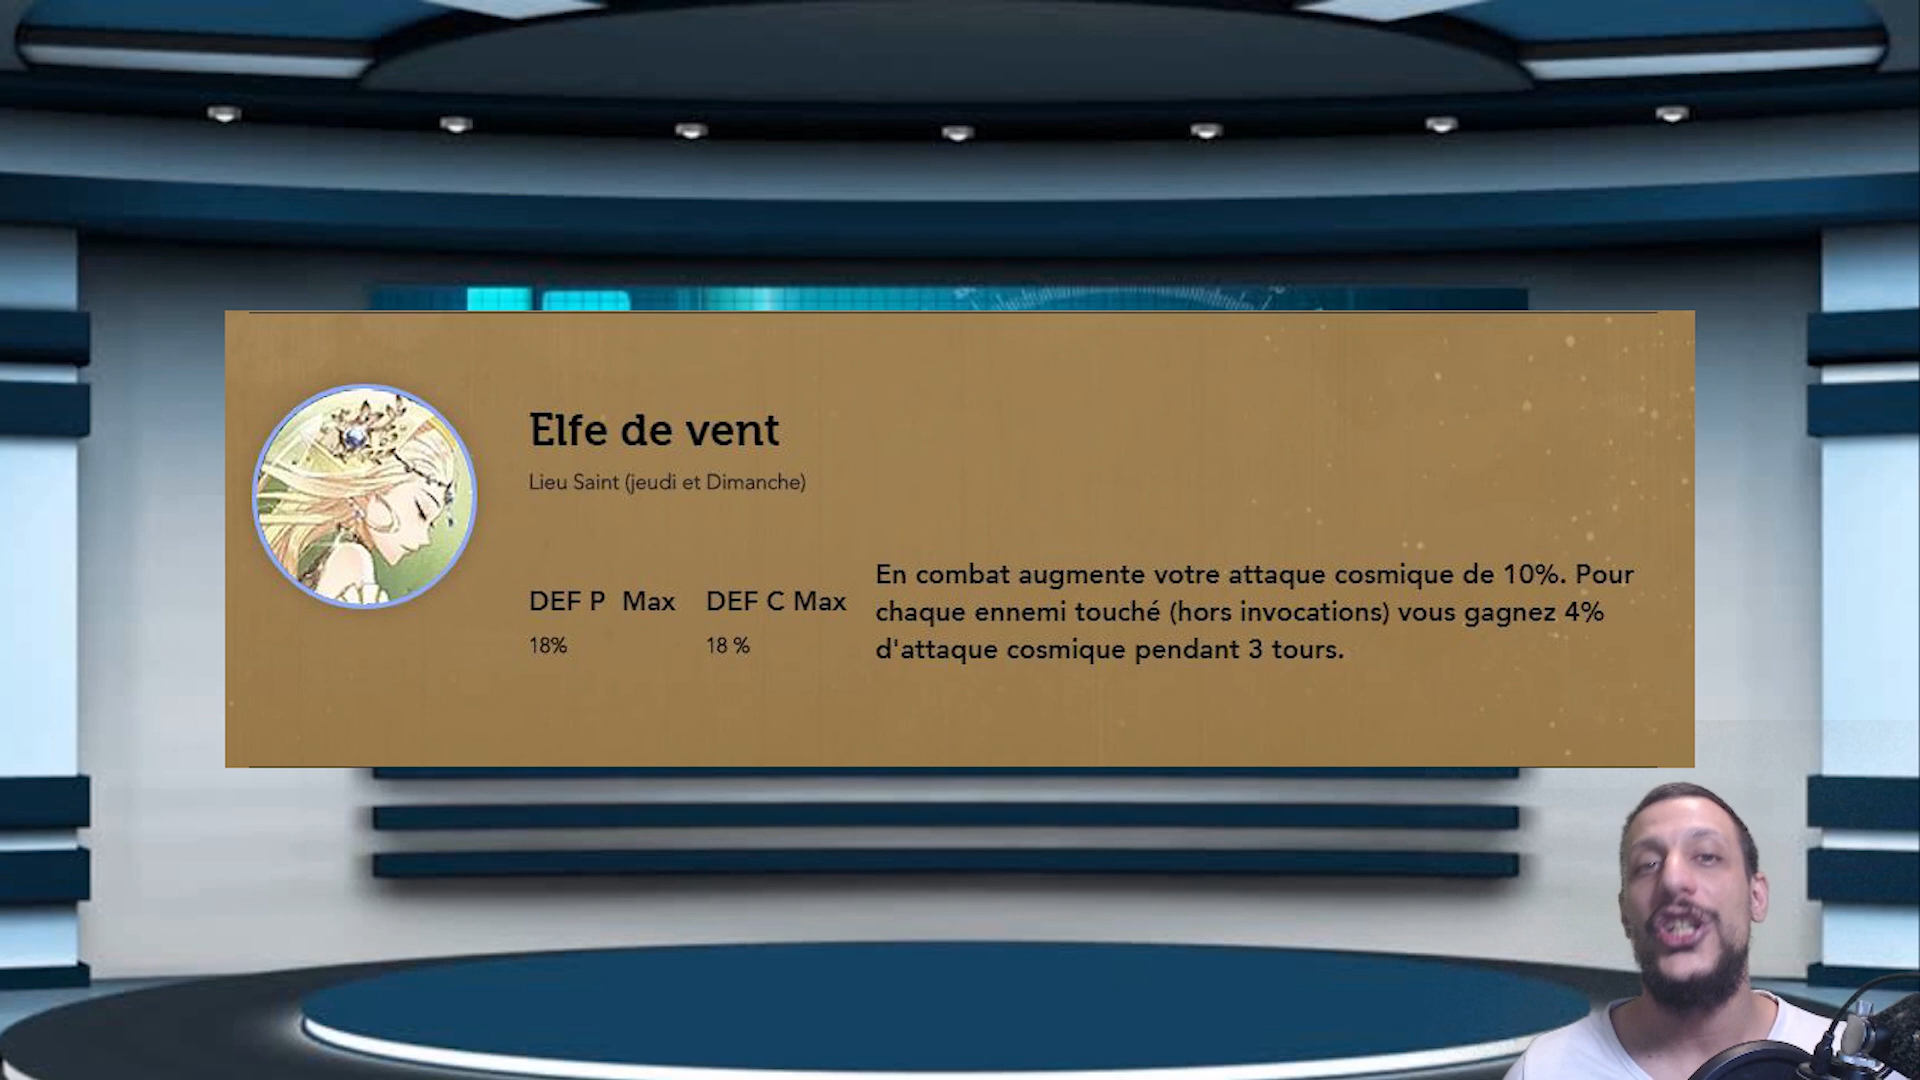 Elfe de vent
Lieu Saint (jeudi et Dimanche)
DEF P Max
18%
DEF C Max
18 %
En combat augmente votre attaque cosmique de 10%. Pour
chaque ennemi touché (hors invocations) vous gagnez 4%
d'attaque cosmique pendant 3 tours.